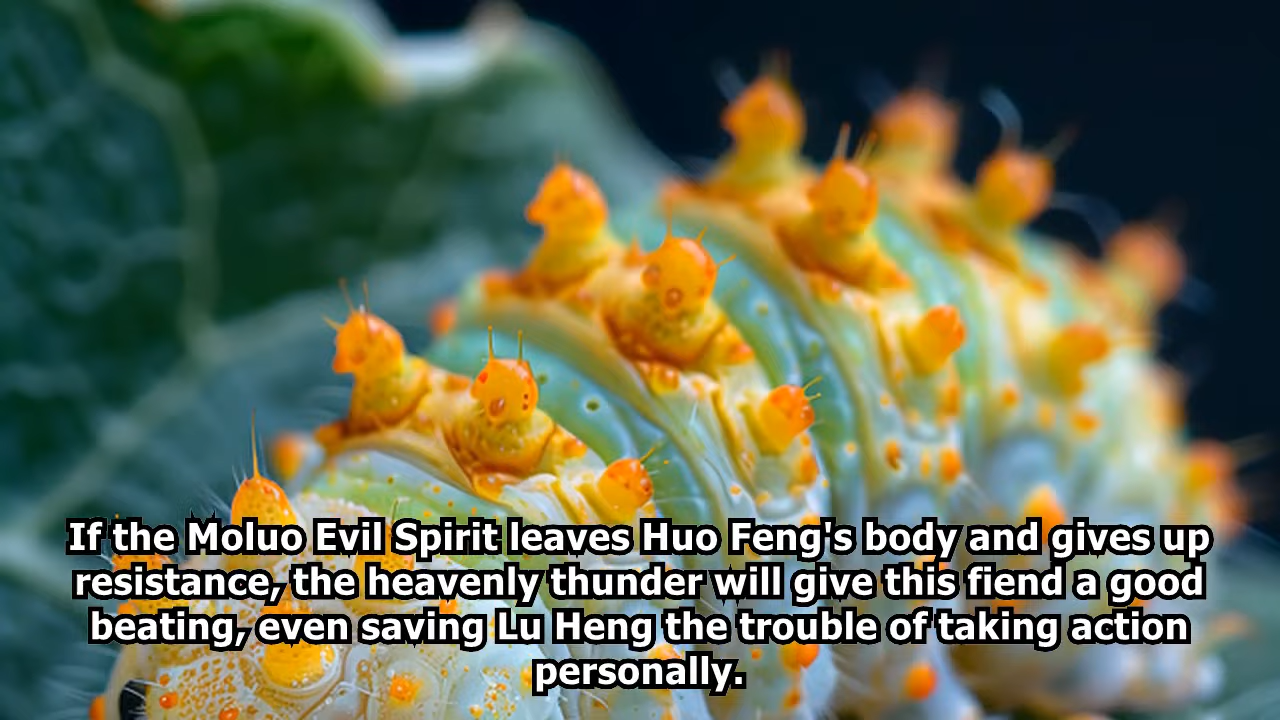 If the Moluo Evil Spirit leaves Huo Feng's body and gives up
resistance, the heavenly thunder will give this fiend a good
beating, even saving Lu Heng the trouble of taking action
personally.